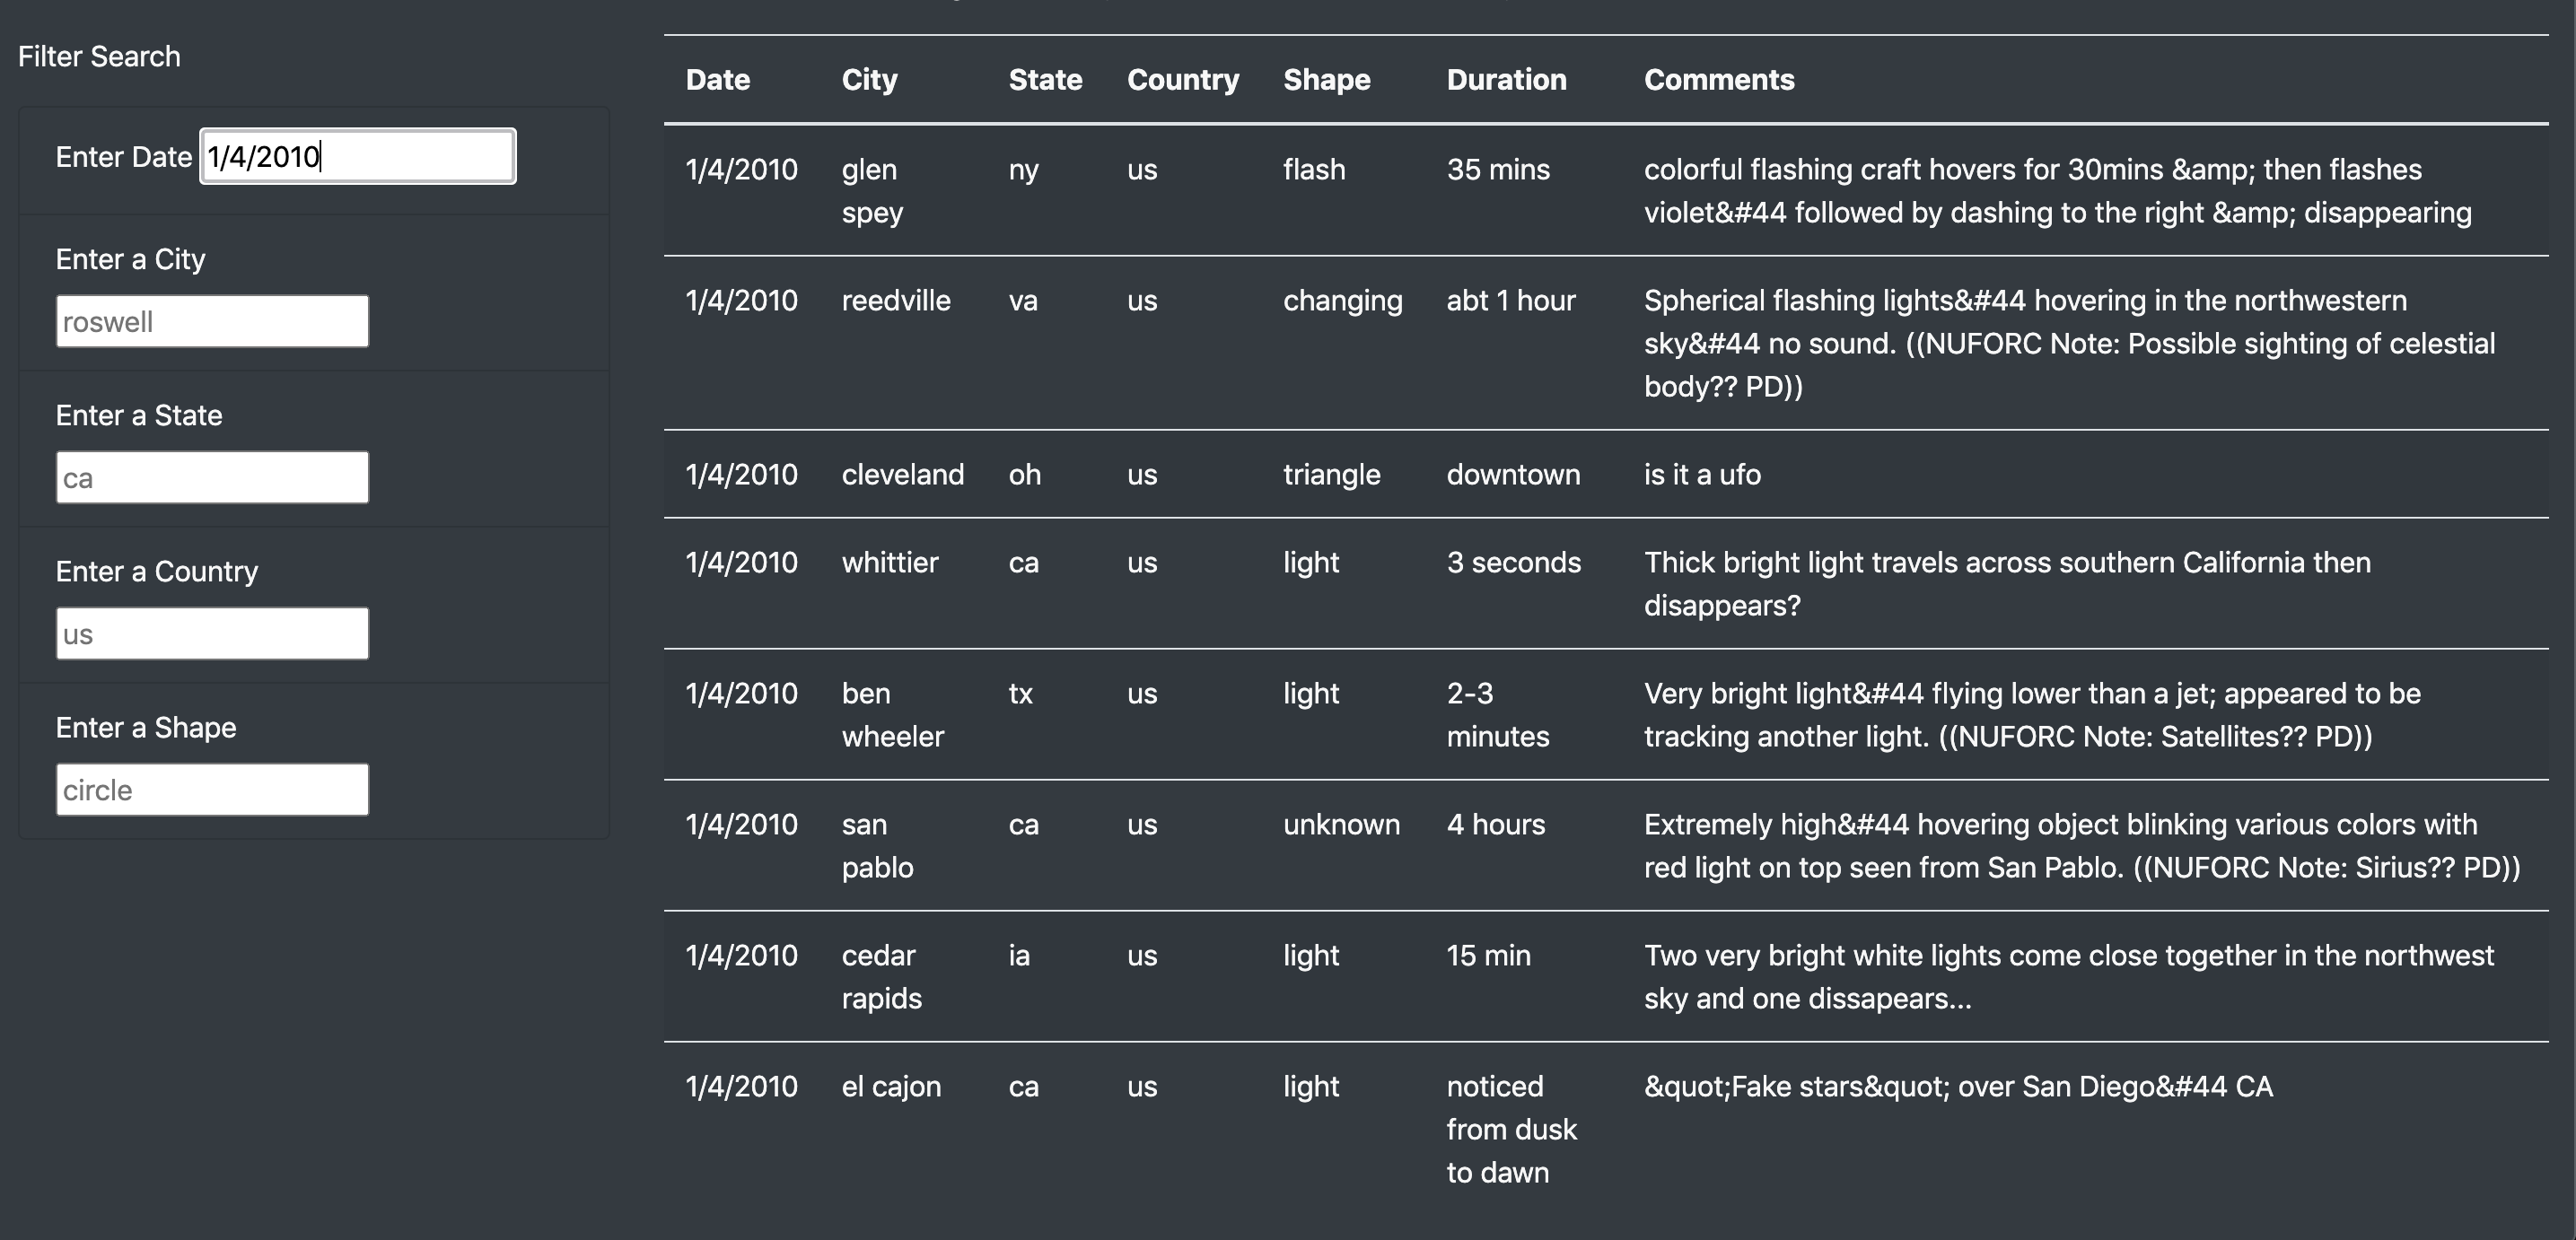 Filter Search
Enter Date 1/4/2010
Enter a City
roswell
Enter a State
ca
Enter a Country
us
Enter a Shape
circle
Date City State Country Shape Duration Comments
1/4/2010 glen ny us flash 35 mins colorful flashing craft hovers for 30mins &amp; then flashes
spey violet&#44 followed by dashing to the right &amp; disappearing
1/4/2010 reedville va us changing abt 1 hour Spherical flashing lights&#44 hovering in the northwestern
sky&#44 no sound. ((NUFORC Note: Possible sighting of celestial
body?? PD))
1/4/2010 cleveland oh us triangle downtown is it a ufo
1/4/2010 whittier ca us light 3 seconds Thick bright light travels across southern California then
disappears?
1/4/2010 ben tx us light 2-3 Very bright light&#44 flying lower than a jet; appeared to be
wheeler minutes tracking another light. ((NUFORC Note: Satellites?? PD))
1/4/2010 san ca us unknown 4 hours Extremely high&#44 hovering object blinking various colors with
pablo red light on top seen from San Pablo. ((NUFORC Note: Sirius?? PD))
1/4/2010 cedar ia us light 15 min Two very bright white lights come close together in the northwest
rapids sky and one dissapears...
1/4/2010 el cajon ca us light noticed &quot;Fake stars&quot; over San Diego&#44 CA
from dusk
to dawn